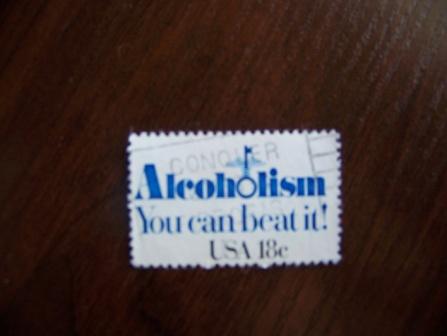 CONQUER
Alcoholism
You can beat it!
USA 18c